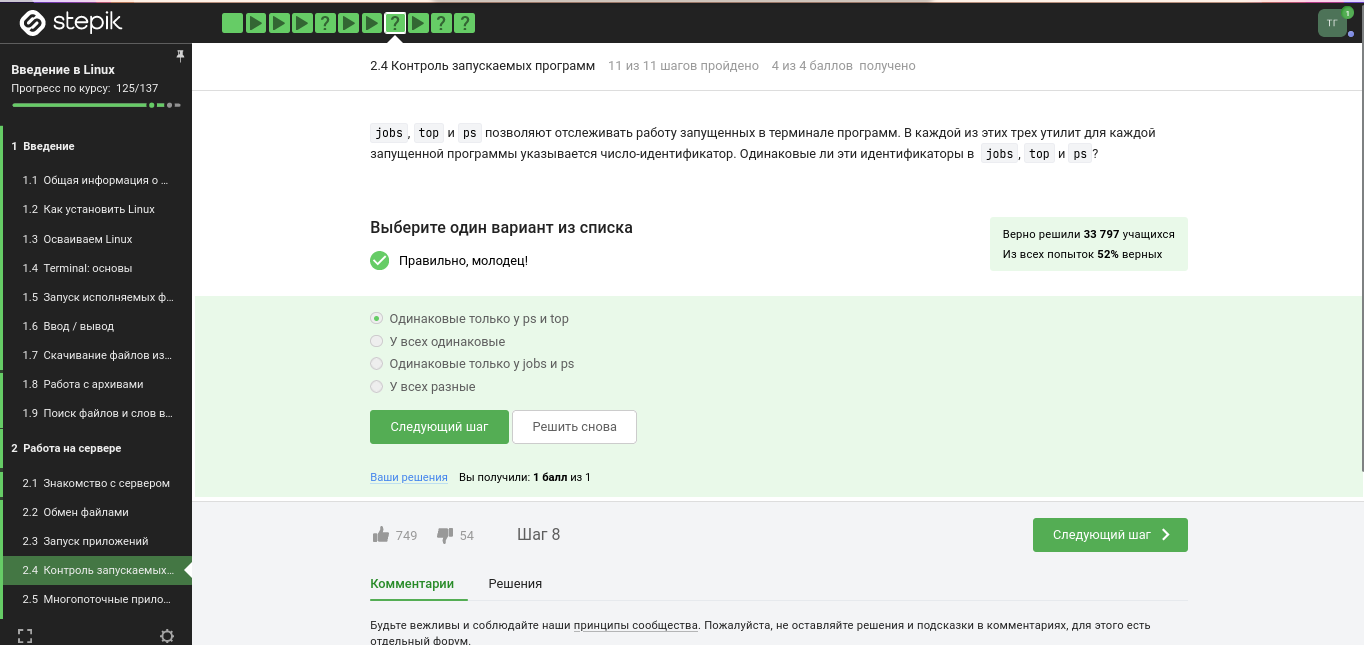 stepik
? ? ? ?
ТГ 1
Введение в Linux
Прогресс по курсу: 125/137
1 Введение
1.1 Общая информация о ...
1.2 Как установить Linux
1.3 Осваиваем Linux
1.4 Terminal: основы
1.5 Запуск исполняемых ф...
1.6 Ввод / вывод
1.7 Скачивание файлов из...
1.8 Работа с архивами
1.9 Поиск файлов и слов в...
2 Работа на сервере
2.1 Знакомство с сервером
2.2 Обмен файлами
2.3 Запуск приложений
2.4 Контроль запускаемых...
2.5 Многопоточные прило...
2.4 Контроль запускаемых программ 11 из 11 шагов пройдено 4 из 4 баллов получено
jobs, top и ps позволяют отслеживать работу запущенных в терминале программ. В каждой из этих трех утилит для каждой
запущенной программы указывается число-идентификатор. Одинаковые ли эти идентификаторы в jobs, top и ps?
Выберите один вариант из списка
Правильно, молодец!
Верно решили 33 797 учащихся
Из всех попыток 52% верных
Одинаковые только у ps и top
У всех одинаковые
Одинаковые только у jobs и ps
У всех разные
Следующий шаг Решить снова
Ваши решения Вы получили: 1 балл из 1
749 54 Шаг 8 Следующий шаг
Комментарии Решения
Будьте вежливы и соблюдайте наши принципы сообщества. Пожалуйста, не оставляйте решения и подсказки в комментариях, для этого есть
отдельный форум.